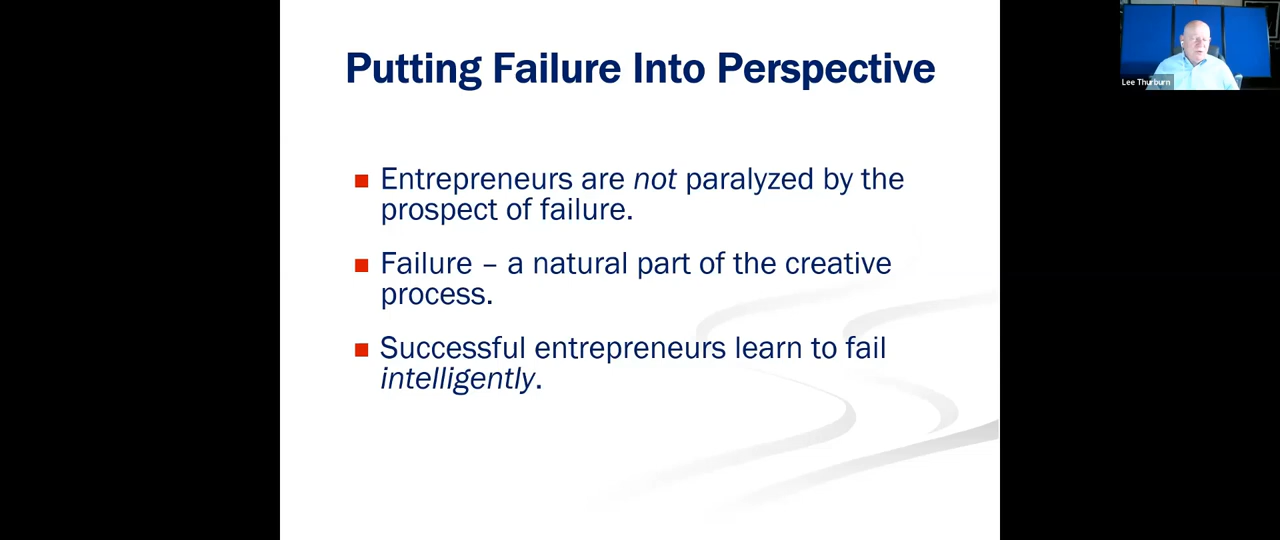 Putting Failure Into Perspective
Entrepreneurs are not paralyzed by the
prospect of failure.
Failure – a natural part of the creative
process.
Successful entrepreneurs learn to fail
intelligently.
Lee Thurburn